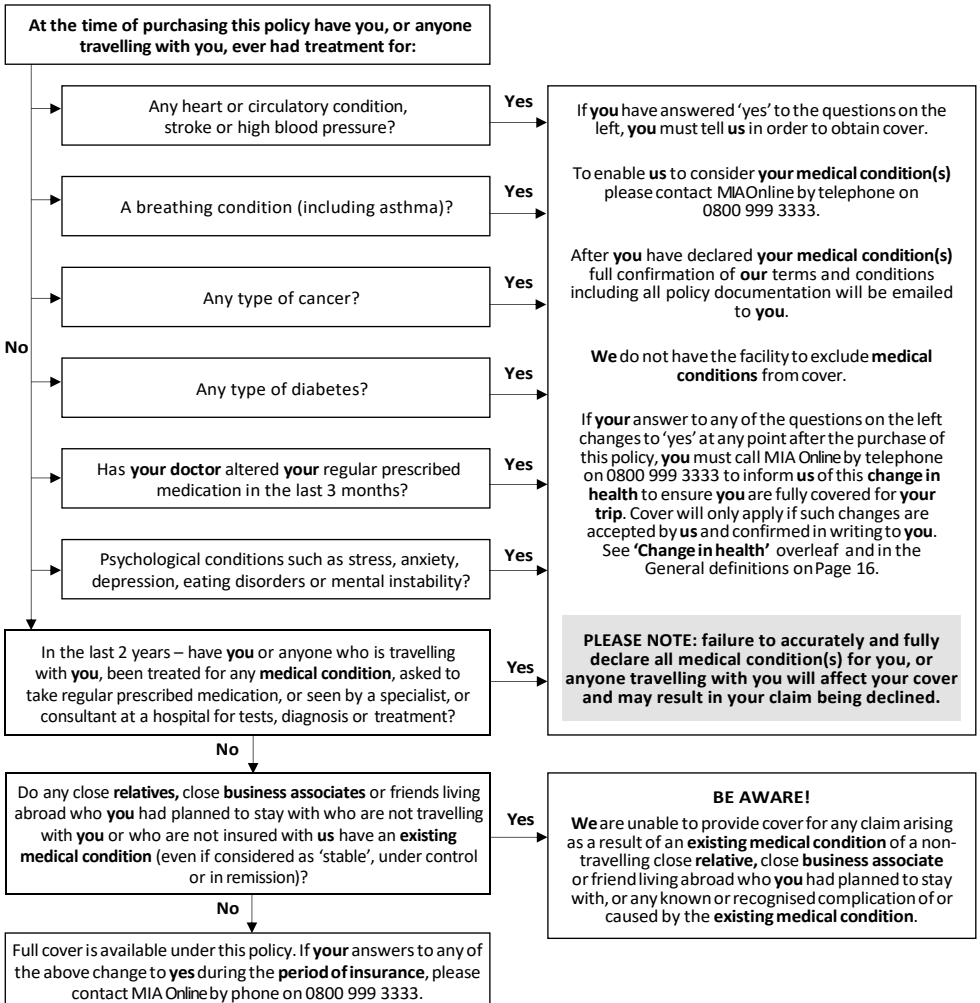 At the time of purchasing this policy have you, or anyone
travelling with you, ever had treatment for:
Any heart or circulatory condition,
stroke or high blood pressure?
Yes
A breathing condition (including asthma)?
Yes
Any type of cancer?
Yes
No
Any type of diabetes?
Yes
Has your doctor altered your regular prescribed
medication in the last 3 months?
Yes
Psychological conditions such as stress, anxiety,
depression, eating disorders or mental instability?
Yes
If you have answered ‘yes’ to the questions on the
left, you must tell us in order to obtain cover.
To enable us to consider your medical condition(s)
please contact MIAOnline by telephone on
0800 999 3333.
After you have declared your medical condition(s)
full confirmation of our terms and conditions
including all policy documentation will be emailed
to you.
We do not have the facility to exclude medical
conditions from cover.
If your answer to any of the questions on the left
changes to ‘yes’ at any point after the purchase of
this policy, you must call MIA Online by telephone
on 0800 999 3333 to inform us of this change in
health to ensure you are fully covered for your
trip. Cover will only apply if such changes are
accepted by us and confirmed in writing to you.
See ‘Change in health’ overleaf and in the
General definitions on Page 16.
PLEASE NOTE: failure to accurately and fully
declare all medical condition(s) for you, or
anyone travelling with you will affect your cover
and may result in your claim being declined.
In the last 2 years – have you or anyone who is travelling
with you, been treated for any medical condition, asked to
take regular prescribed medication, or seen by a specialist, or
consultant at a hospital for tests, diagnosis or treatment?
Yes
No
Do any close relatives, close business associates or friends living
abroad who you had planned to stay with who are not travelling
with you or who are not insured with us have an existing
medical condition (even if considered as ‘stable’, under control
or in remission)?
Yes
BE AWARE!
We are unable to provide cover for any claim arising
as a result of an existing medical condition of a non-
travelling close relative, close business associate
or friend living abroad who you had planned to stay
with, or any known or recognised complication of or
caused by the existing medical condition.
No
Full cover is available under this policy. If your answers to any of
the above change to yes during the period of insurance, please
contact MIA Online by phone on 0800 999 3333.